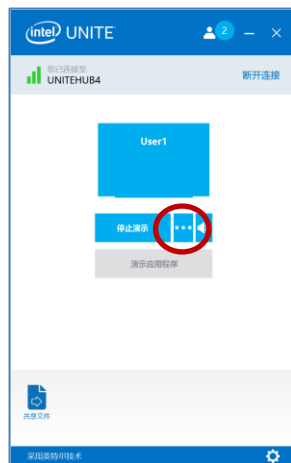 intel UNITE 2
即已连接至
UNITEHUB4 断开连接
User1
停止演示
演示应用程序
共享文件
采用英特尔技术